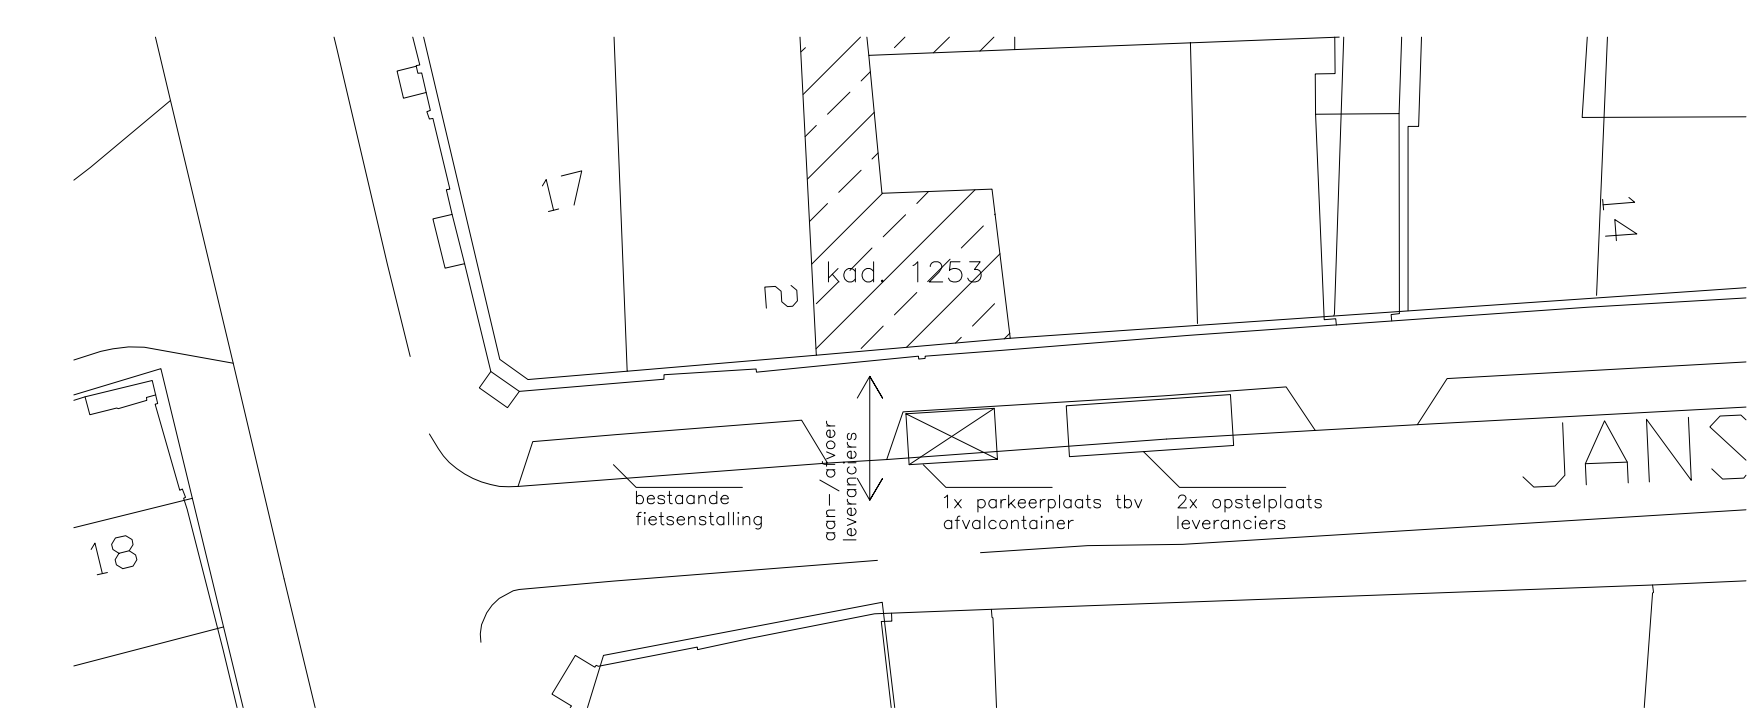 17
14
kad. 1253
2
JANS
aan-/afvoer
leveranciers
bestaande
fietsenstalling
1x parkeerplaats tbv
afvalcontainer
2x opstelplaats
leveranciers
18